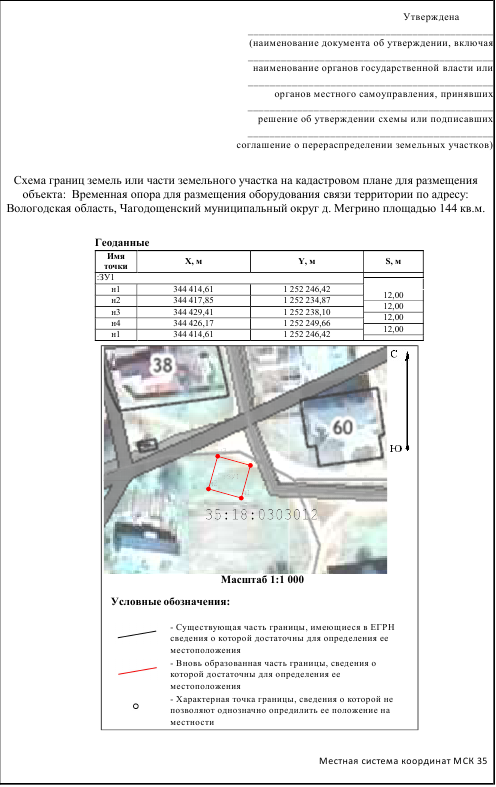 Утверждена
(наименование документа об утверждении, включая
наименование органов государственной власти или
органов местного самоуправления, принявших
решение об утверждении схемы или подписавших
соглашение о перераспределении земельных участков)
Схема границ земель или части земельного участка на кадастровом плане для размещения
объекта: Временная опора для размещения оборудования связи территории по адресу:
Вологодская область, Чагодощенский муниципальный округ д. Мегрино площадью 144 кв.м.
Геоданные
Имя точки X, м Y, м S, м
:ЗУ1
н1 344 414,61 1 252 246,42
12,00
н2 344 417,85 1 252 234,87
12,00
н3 344 429,41 1 252 238,10
12,00
н4 344 426,17 1 252 249,66
12,00
н1 344 414,61 1 252 246,42
38
С
60
Ю
35:18:0303012
Масштаб 1:1 000
Условные обозначения:
- Существующая часть границы, имеющиеся в ЕГРН
сведения о которой достаточны для определения ее
местоположения
- Вновь образованная часть границы, сведения о
которой достаточны для определения ее
местоположения
- Характерная точка границы, сведения о которой не
позволяют однозначно опредилить ее положение на
местности
Местная система координат МСК 35